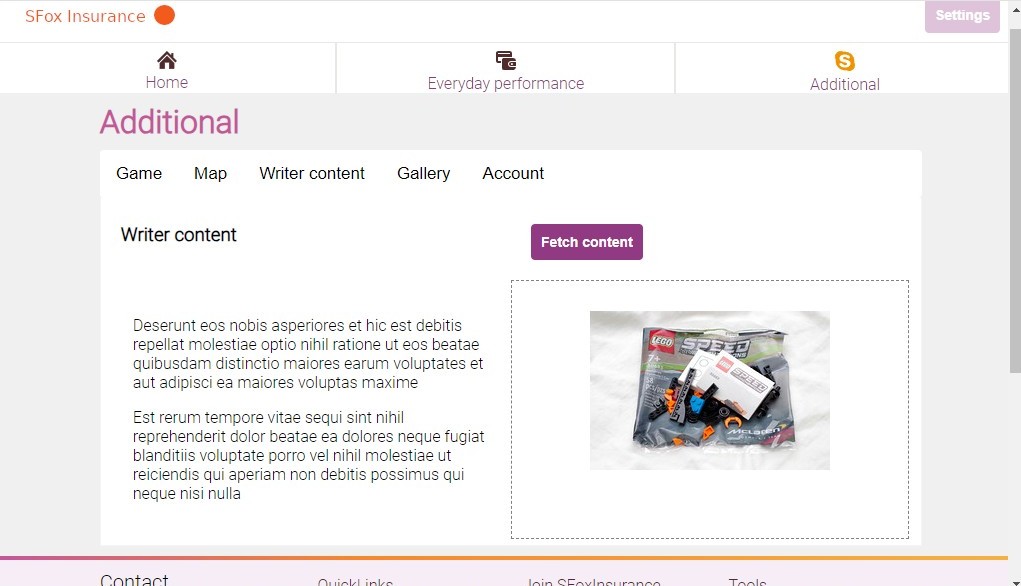 SFox Insurance
Settings
Home
Everyday performance
Additional
Additional
Game
Map
Writer content
Gallery
Account
Writer content
Fetch content
Deserunt eos nobis asperiores et hic est debitis
repellat molestiae optio nihil ratione ut eos beatae
quibusdam distinctio maiores earum voluptates et
aut adipisci ea maiores voluptas maxime
Est rerum tempore vitae sequi sint nihil
reprehenderit dolor beatae ea dolores neque fugiat
blanditiis voluptate porro vel nihil molestiae ut
reiciendis qui aperiam non debitis possimus qui
neque nisi nulla
LEGO
SPEED
7+
SPEED
McLaren
Contact
QuickLinks
Join SFoxInsurance
Tools